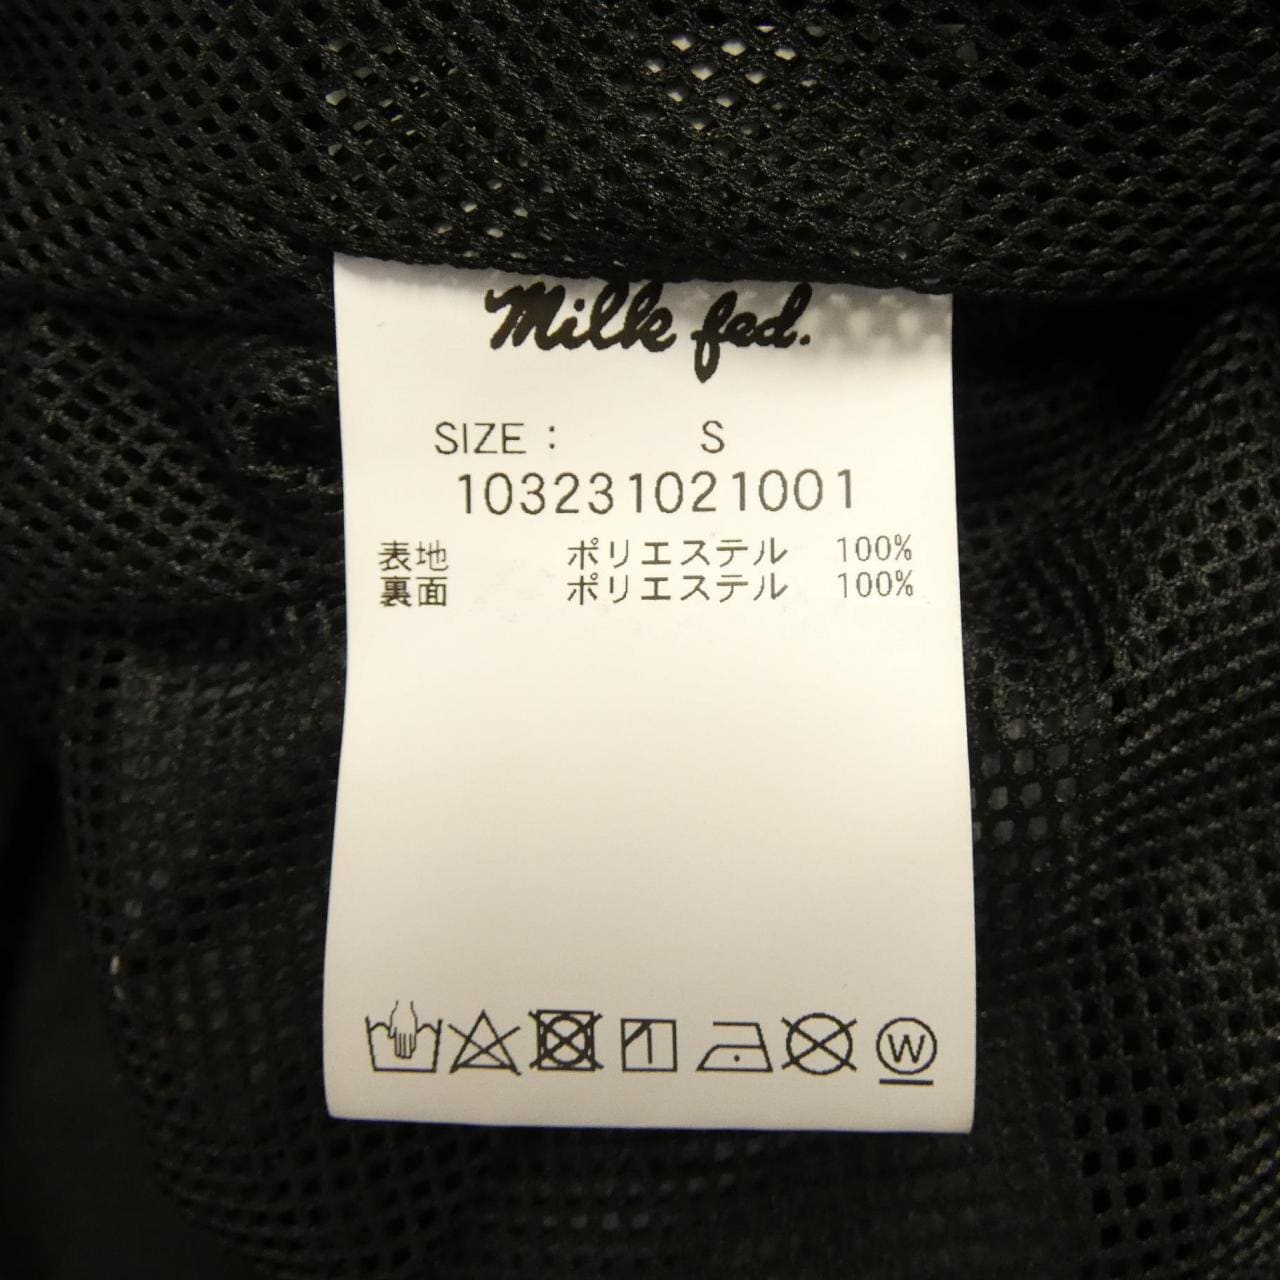 Milk fed.
SIZE : S
103231021001
表地 ポリエステル 100%
裏面 ポリエステル 100%
W